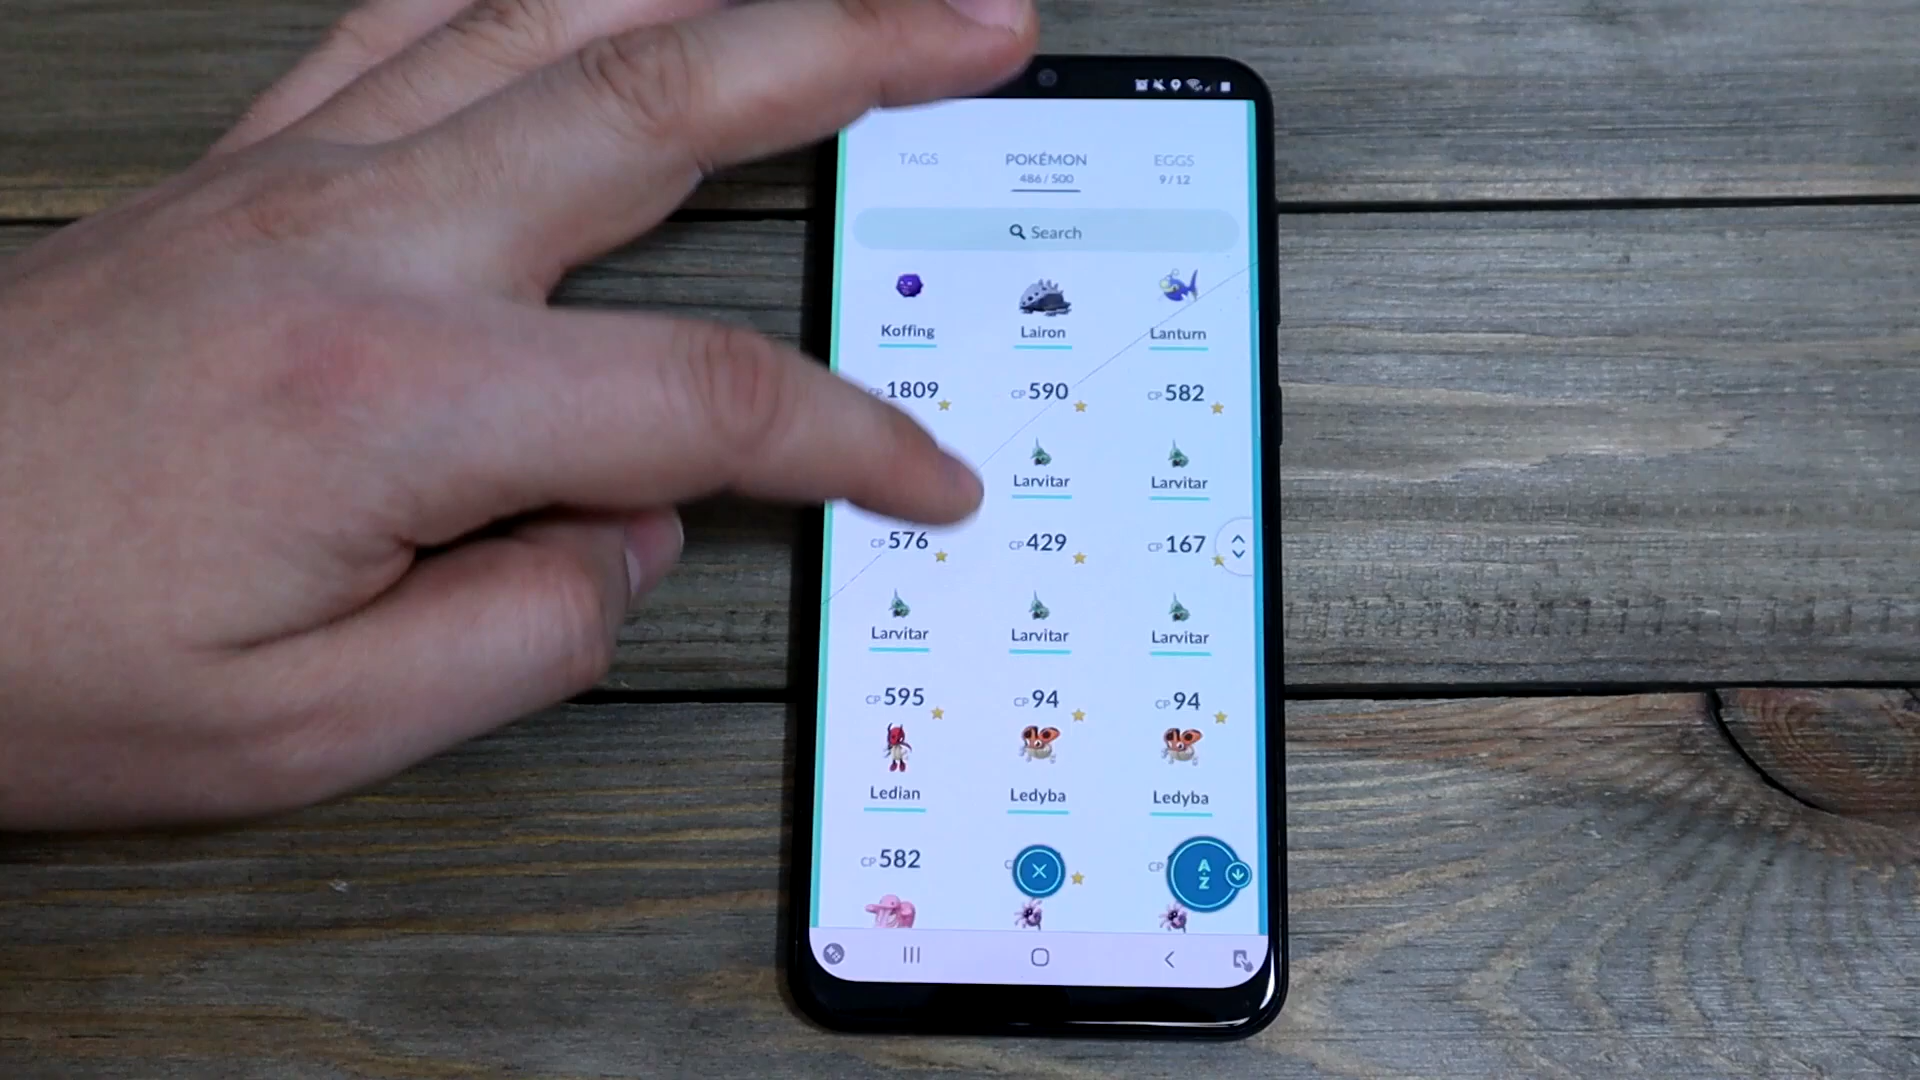 TAGS POKÉMON EGGS
486 / 500 9 / 12
Search
Koffing Lairon Lanturn
CP 1809 CP 590 CP 582
Larvitar Larvitar
CP 576 CP 429 CP 167
Larvitar Larvitar Larvitar
CP 595 CP 94 CP 94
Ledian Ledyba Ledyba
CP 582 CP
A-Z